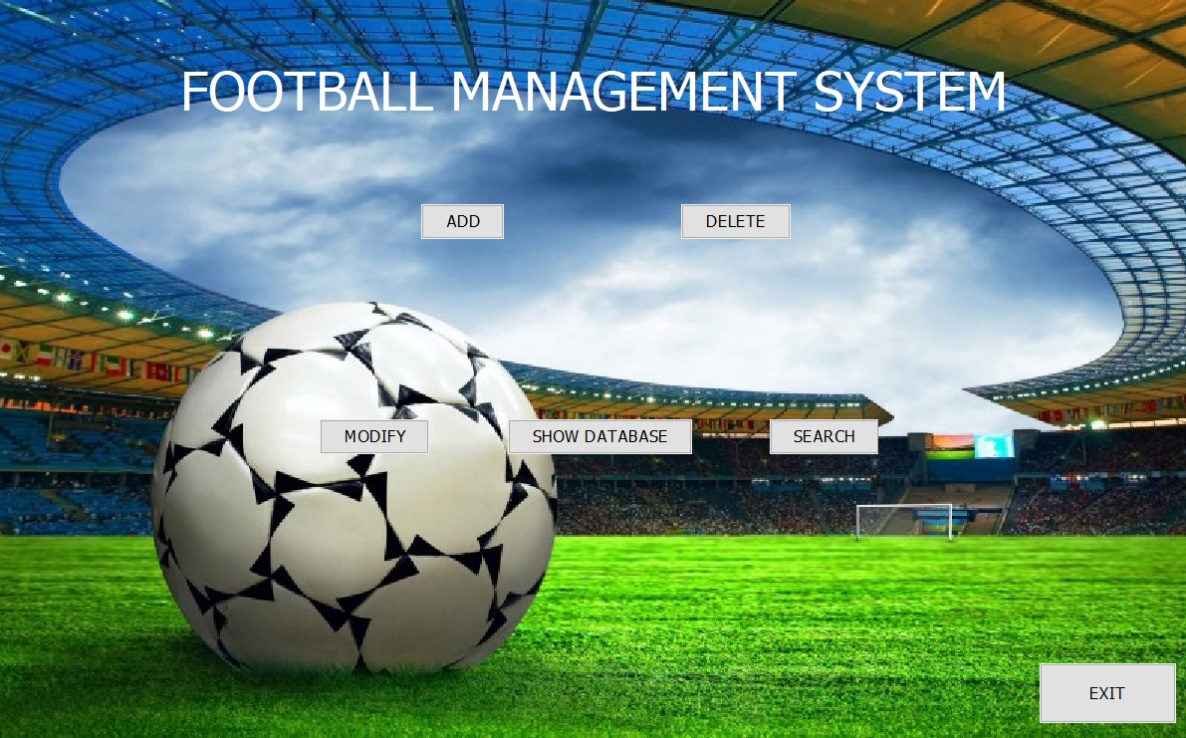 FOOTBALL MANAGEMENT SYSTEM
ADD
DELETE
MODIFY
SHOW DATABASE
SEARCH
EXIT